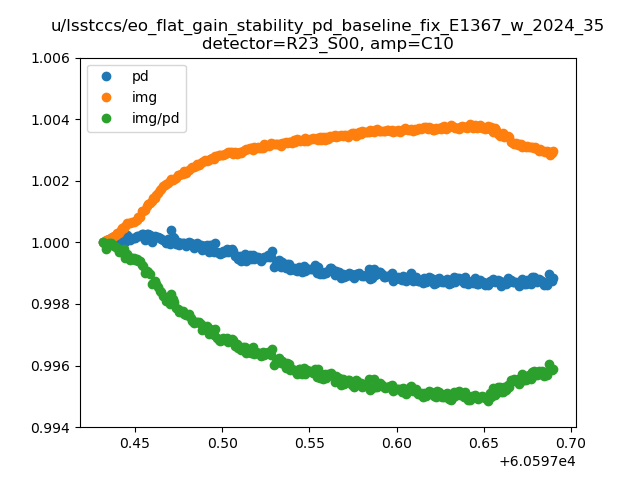 u/lsstccs/eo_flat_gain_stability_pd_baseline_fix_E1367_w_2024_35
detector=R23_S00, amp=C10
1.006
1.004
1.002
1.000
0.998
0.996
0.994
pd
img
img/pd
0.45 0.50 0.55 0.60 0.65 0.70
+6.0597e4